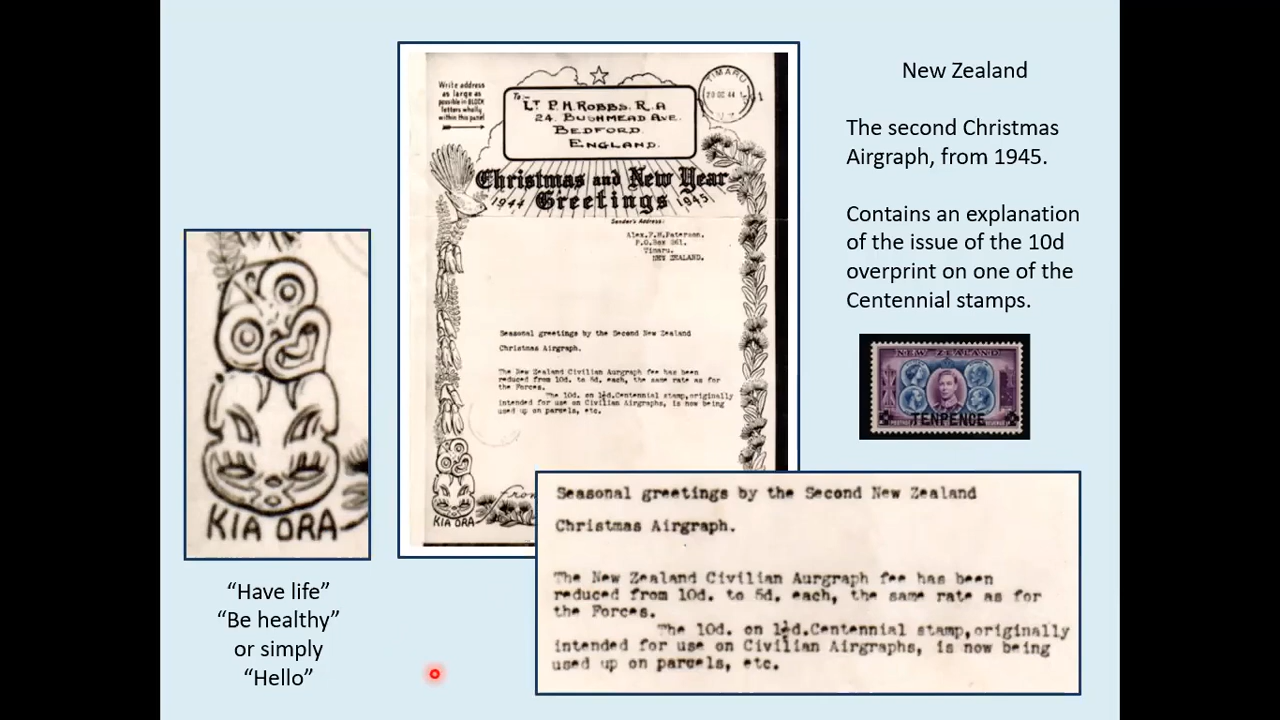 New Zealand
The second Christmas
Airgraph, from 1945.
Contains an explanation
of the issue of the 10d
overprint on one of the
Centennial stamps.
NEW ZEALAND
TENPENCE
Write address
as large as
possible in BLOCK
letters wholly
within this panel
To:-
LT P.H. ROBBS. R.A
24. BUSHMEAD AVE.
BEDFORD.
ENGLAND.
TIMARU
20 OC 44
Christmas and New Year
Greetings
1944 1945
Sender's Address:
Alex.F.H.Paterson.
P.O.Box 361.
Timaru.
NEW ZEALAND.
Seasonal greetings by the Second New Zealand
Christmas Airgraph.
The New Zealand Civilian Aurgraph fee has been
reduced from 10d. to 5d. each, the same rate as for
the Forces.
The 10d. on 1½d.Centennial stamp,originally
intended for use on Civilian Airgraphs, is now being
used up on parcels, etc.
KIA ORA
from
KIA ORA
"Have life"
"Be healthy"
or simply
"Hello"
Seasonal greetings by the Second New Zealand
Christmas Airgraph.
The New Zealand Civilian Aurgraph fee has been
reduced from 10d. to 5d. each, the same rate as for
the Forces.
The 10d. on 1½d.Centennial stamp,originally
intended for use on Civilian Airgraphs, is now being
used up on parcels, etc.